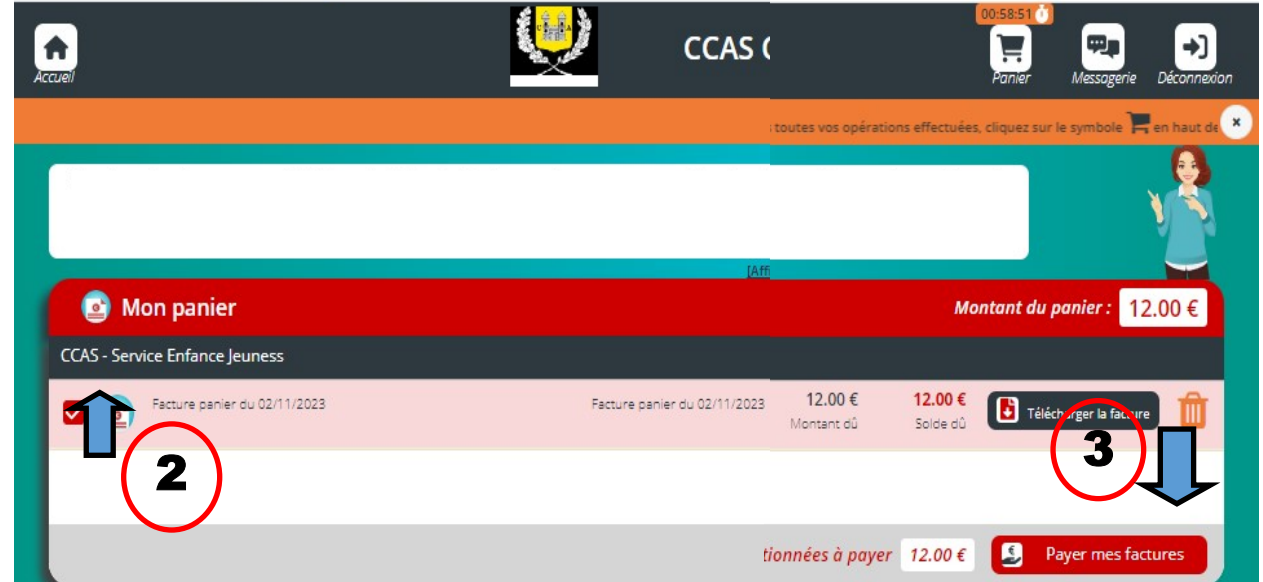 00:58:51
CCAS
Accueil
Panier
Messagerie
Déconnexion
toutes vos opérations effectuées, cliquez sur le symbole en haut de
[Aff
Mon panier
Montant du panier : 12.00 €
CCAS - Service Enfance Jeuness
Facture panier du 02/11/2023
Facture panier du 02/11/2023
12.00 €
Montant dû
12.00 €
Solde dû
Télécharger la facture
2
3
tionnées à payer 12.00 €
Payer mes factures